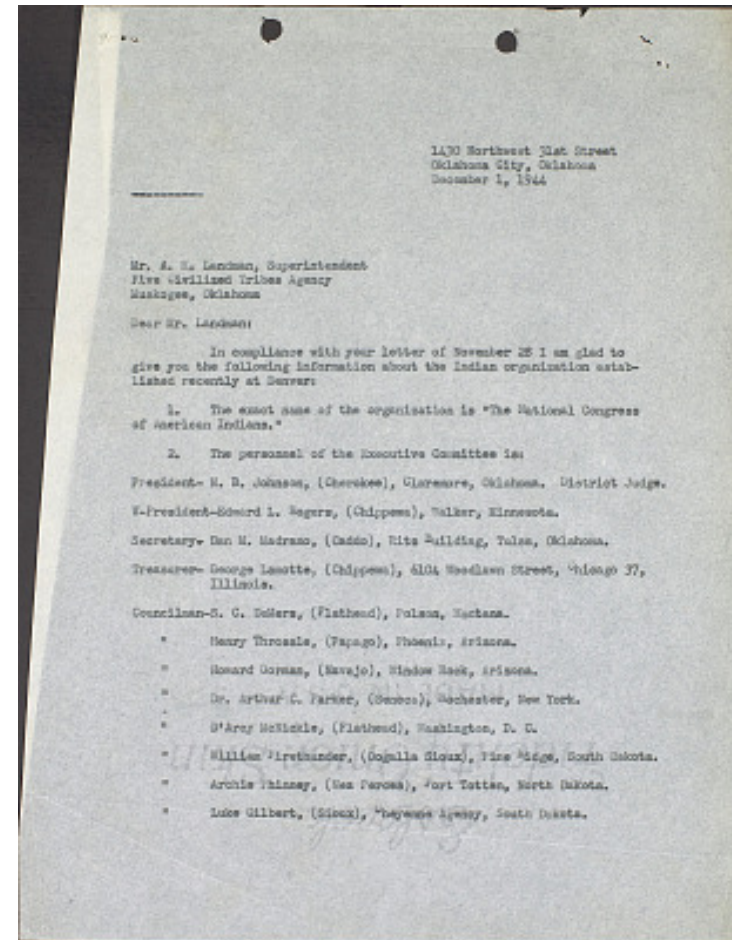 1430 Northwest 31st Street
Oklahoma City, Oklahoma
December 1, 1944
Mr. A. M. Landman, Superintendent
Five Civilized Tribes Agency
Muskogee, Oklahoma
Dear Mr. Landman:
In compliance with your letter of November 28 I am glad to
give you the following information about the Indian organization estab-
lished recently at Denver:
1. The exact name of the organization is "The National Congress
of American Indians."
2. The personnel of the Executive Committee is:
President- N. B. Johnson, (Cherokee), Claremore, Oklahoma. District Judge.
V-President-Edward L. Rogers, (Chippewa), Walker, Minnesota.
Secretary- Dan M. Madrano, (Caddo), Ritz Building, Tulsa, Oklahoma.
Treasurer- George Lamotte, (Chippewa), 6104 Woodlawn Street, Chicago 37,
Illinois.
Councilman-S. C. DeMers, (Flathead), Polson, Montana.
" Henry Throssle, (Papago), Phoenix, Arizona.
" Howard Gorman, (Navajo), Window Rock, Arizona.
" Dr. Arthur C. Parker, (Seneca), Rochester, New York.
" D'Arcy McNickle, (Flathead), Washington, D. C.
" William Firethunder, (Oogalla Sioux), Pine Ridge, South Dakota.
" Archie Phinney, (Nez Perces), Fort Totten, North Dakota.
" Luke Gilbert, (Sioux), Cheyenne Agency, South Dakota.